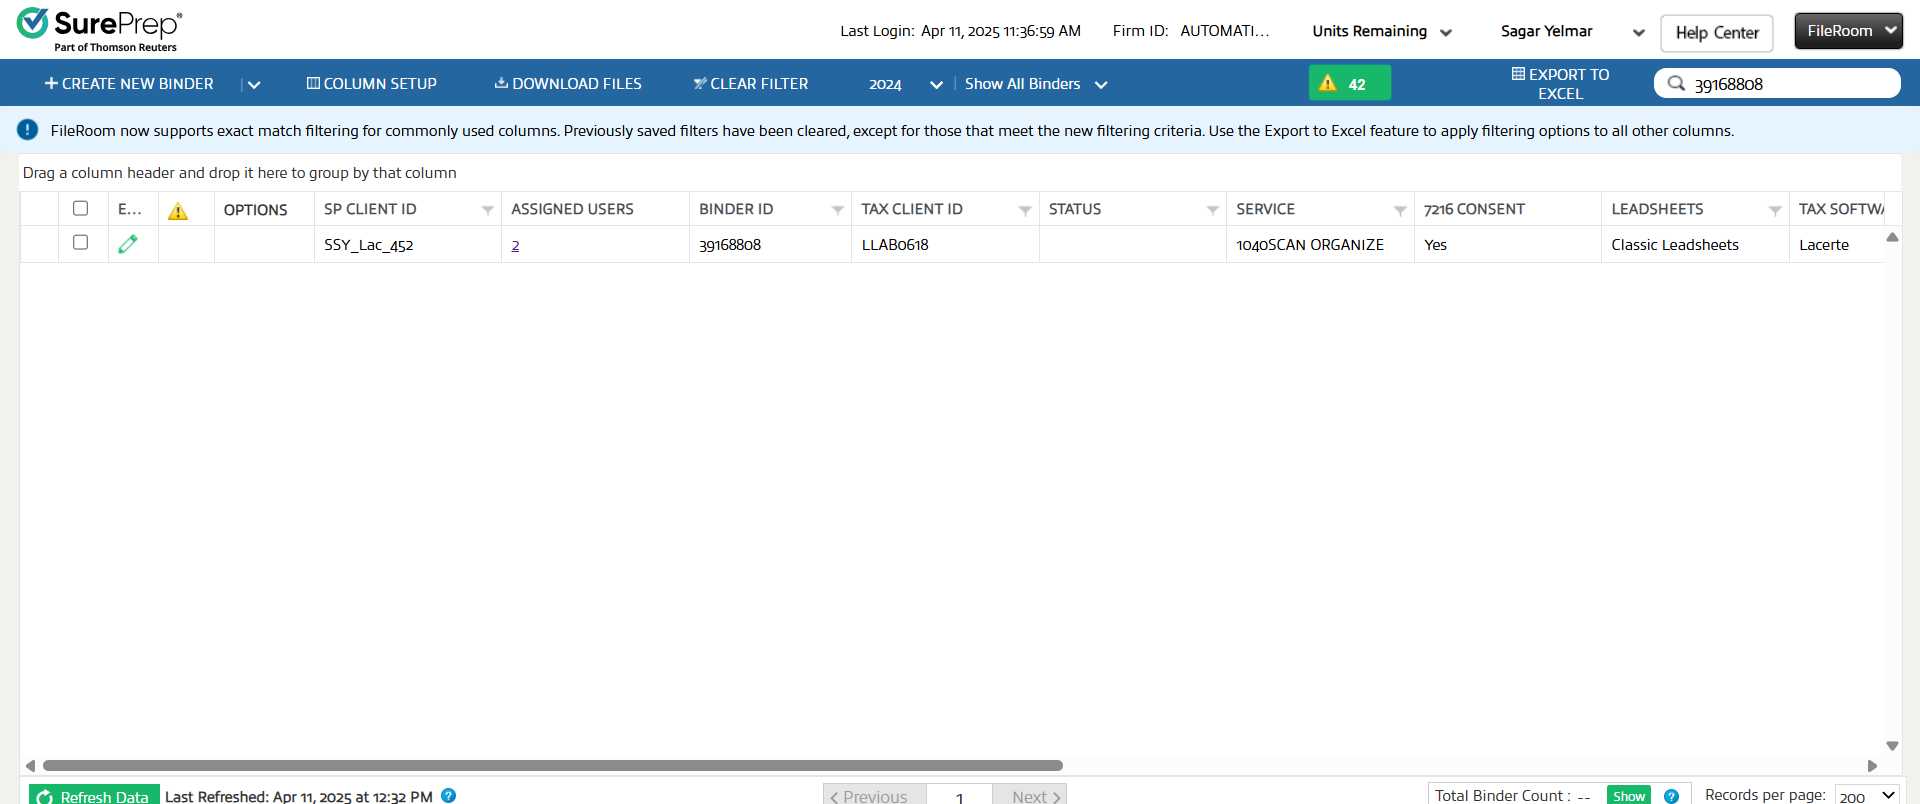 SurePrep®
Part of Thomson Reuters
Last Login: Apr 11, 2025 11:36:59 AM Firm ID: AUTOMATI... Units Remaining Sagar Yelmar Help Center FileRoom
CREATE NEW BINDER COLUMN SETUP DOWNLOAD FILES CLEAR FILTER 2024 Show All Binders 42 EXPORT TO EXCEL 39168808
FileRoom now supports exact match filtering for commonly used columns. Previously saved filters have been cleared, except for those that meet the new filtering criteria. Use the Export to Excel feature to apply filtering options to all other columns.
Drag a column header and drop it here to group by that column
E... OPTIONS SP CLIENT ID ASSIGNED USERS BINDER ID TAX CLIENT ID STATUS SERVICE 7216 CONSENT LEADSHEETS TAX SOFTWA
SSY_Lac_452 2 39168808 LLAB0618 1040SCAN ORGANIZE Yes Classic Leadsheets Lacerte
Refresh Data Last Refreshed: Apr 11, 2025 at 12:32 PM ? Previous 1 Next Total Binder Count : -- Show ? Records per page: 200